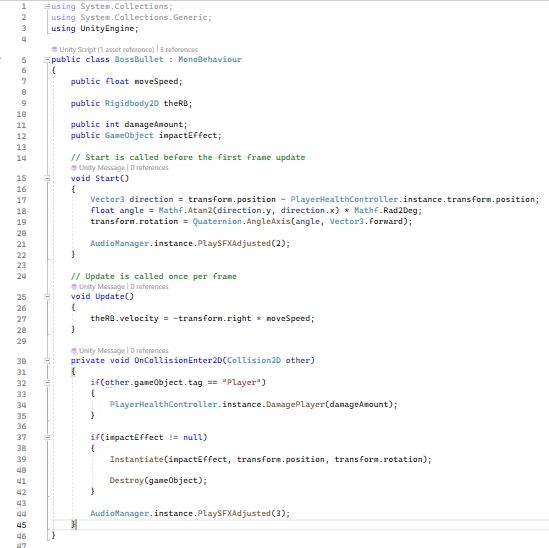 1 using System.Collections;
2 using System.Collections.Generic;
3 using UnityEngine;
4
Unity Script (1 asset reference) | 3 references
5 public class BossBullet : MonoBehaviour
6 {
7 public float moveSpeed;
8
9 public Rigidbody2D theRB;
10
11 public int damageAmount;
12 public GameObject impactEffect;
13
14 // Start is called before the first frame update
Unity Message | 0 references
15 void Start()
16 {
17 Vector3 direction = transform.position - PlayerHealthController.instance.transform.position;
18 float angle = Mathf.Atan2(direction.y, direction.x) * Mathf.Rad2Deg;
19 transform.rotation = Quaternion.AngleAxis(angle, Vector3.forward);
20
21 AudioManager.instance.PlaySFXAdjusted(2);
22 }
23
24 // Update is called once per frame
Unity Message | 0 references
25 void Update()
26 {
27 theRB.velocity = -transform.right * moveSpeed;
28 }
29
Unity Message | 0 references
30 private void OnCollisionEnter2D(Collision2D other)
31 {
32 if(other.gameObject.tag == "Player")
33 {
34 PlayerHealthController.instance.DamagePlayer(damageAmount);
35 }
36
37 if(impactEffect != null)
38 {
39 Instantiate(impactEffect, transform.position, transform.rotation);
40
41 Destroy(gameObject);
42 }
43
44 AudioManager.instance.PlaySFXAdjusted(3);
45 }
46 }
47